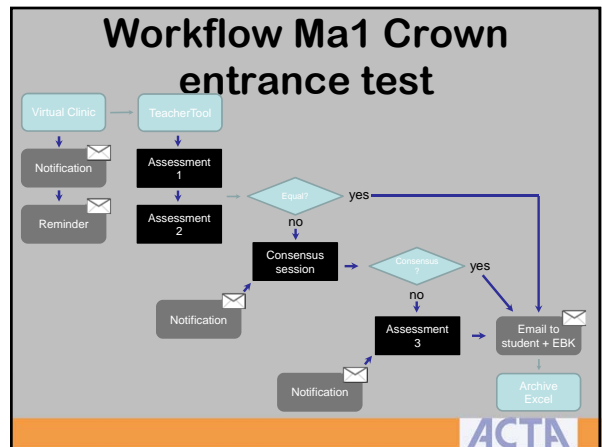 Workflow Ma1 Crown
entrance test
Virtual Clinic
TeacherTool
Notification
Assessment
1
Equal?
yes
Reminder
Assessment
2
no
Consensus
session
Consensus
?
yes
Notification
no
Assessment
3
Email to
student + EBK
Notification
Archive
Excel
ACTA